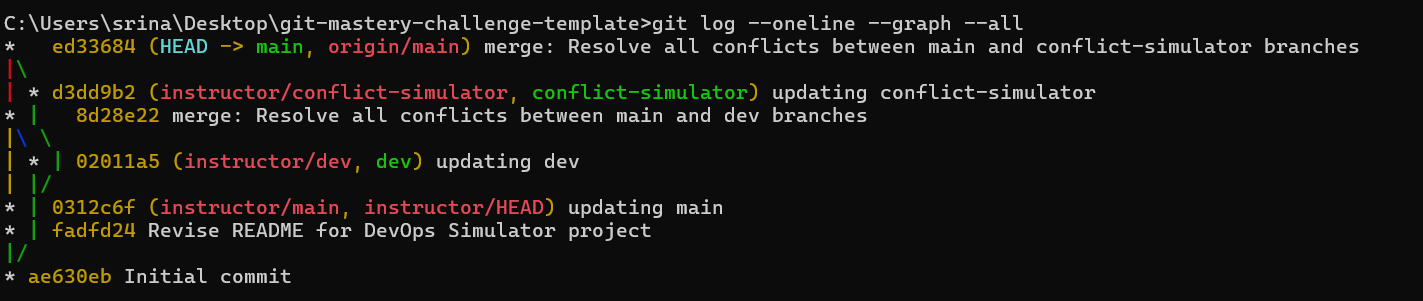 C:\Users\srina\Desktop\git-mastery-challenge-template>git log --oneline --graph --all
*   ed33684 (HEAD -> main, origin/main) merge: Resolve all conflicts between main and conflict-simulator branches
|\
| * d3dd9b2 (instructor/conflict-simulator, conflict-simulator) updating conflict-simulator
* |   8d28e22 merge: Resolve all conflicts between main and dev branches
|\ \
| * | 02011a5 (instructor/dev, dev) updating dev
| |/
* | 0312c6f (instructor/main, instructor/HEAD) updating main
* | fadfd24 Revise README for DevOps Simulator project
|/
* ae630eb Initial commit